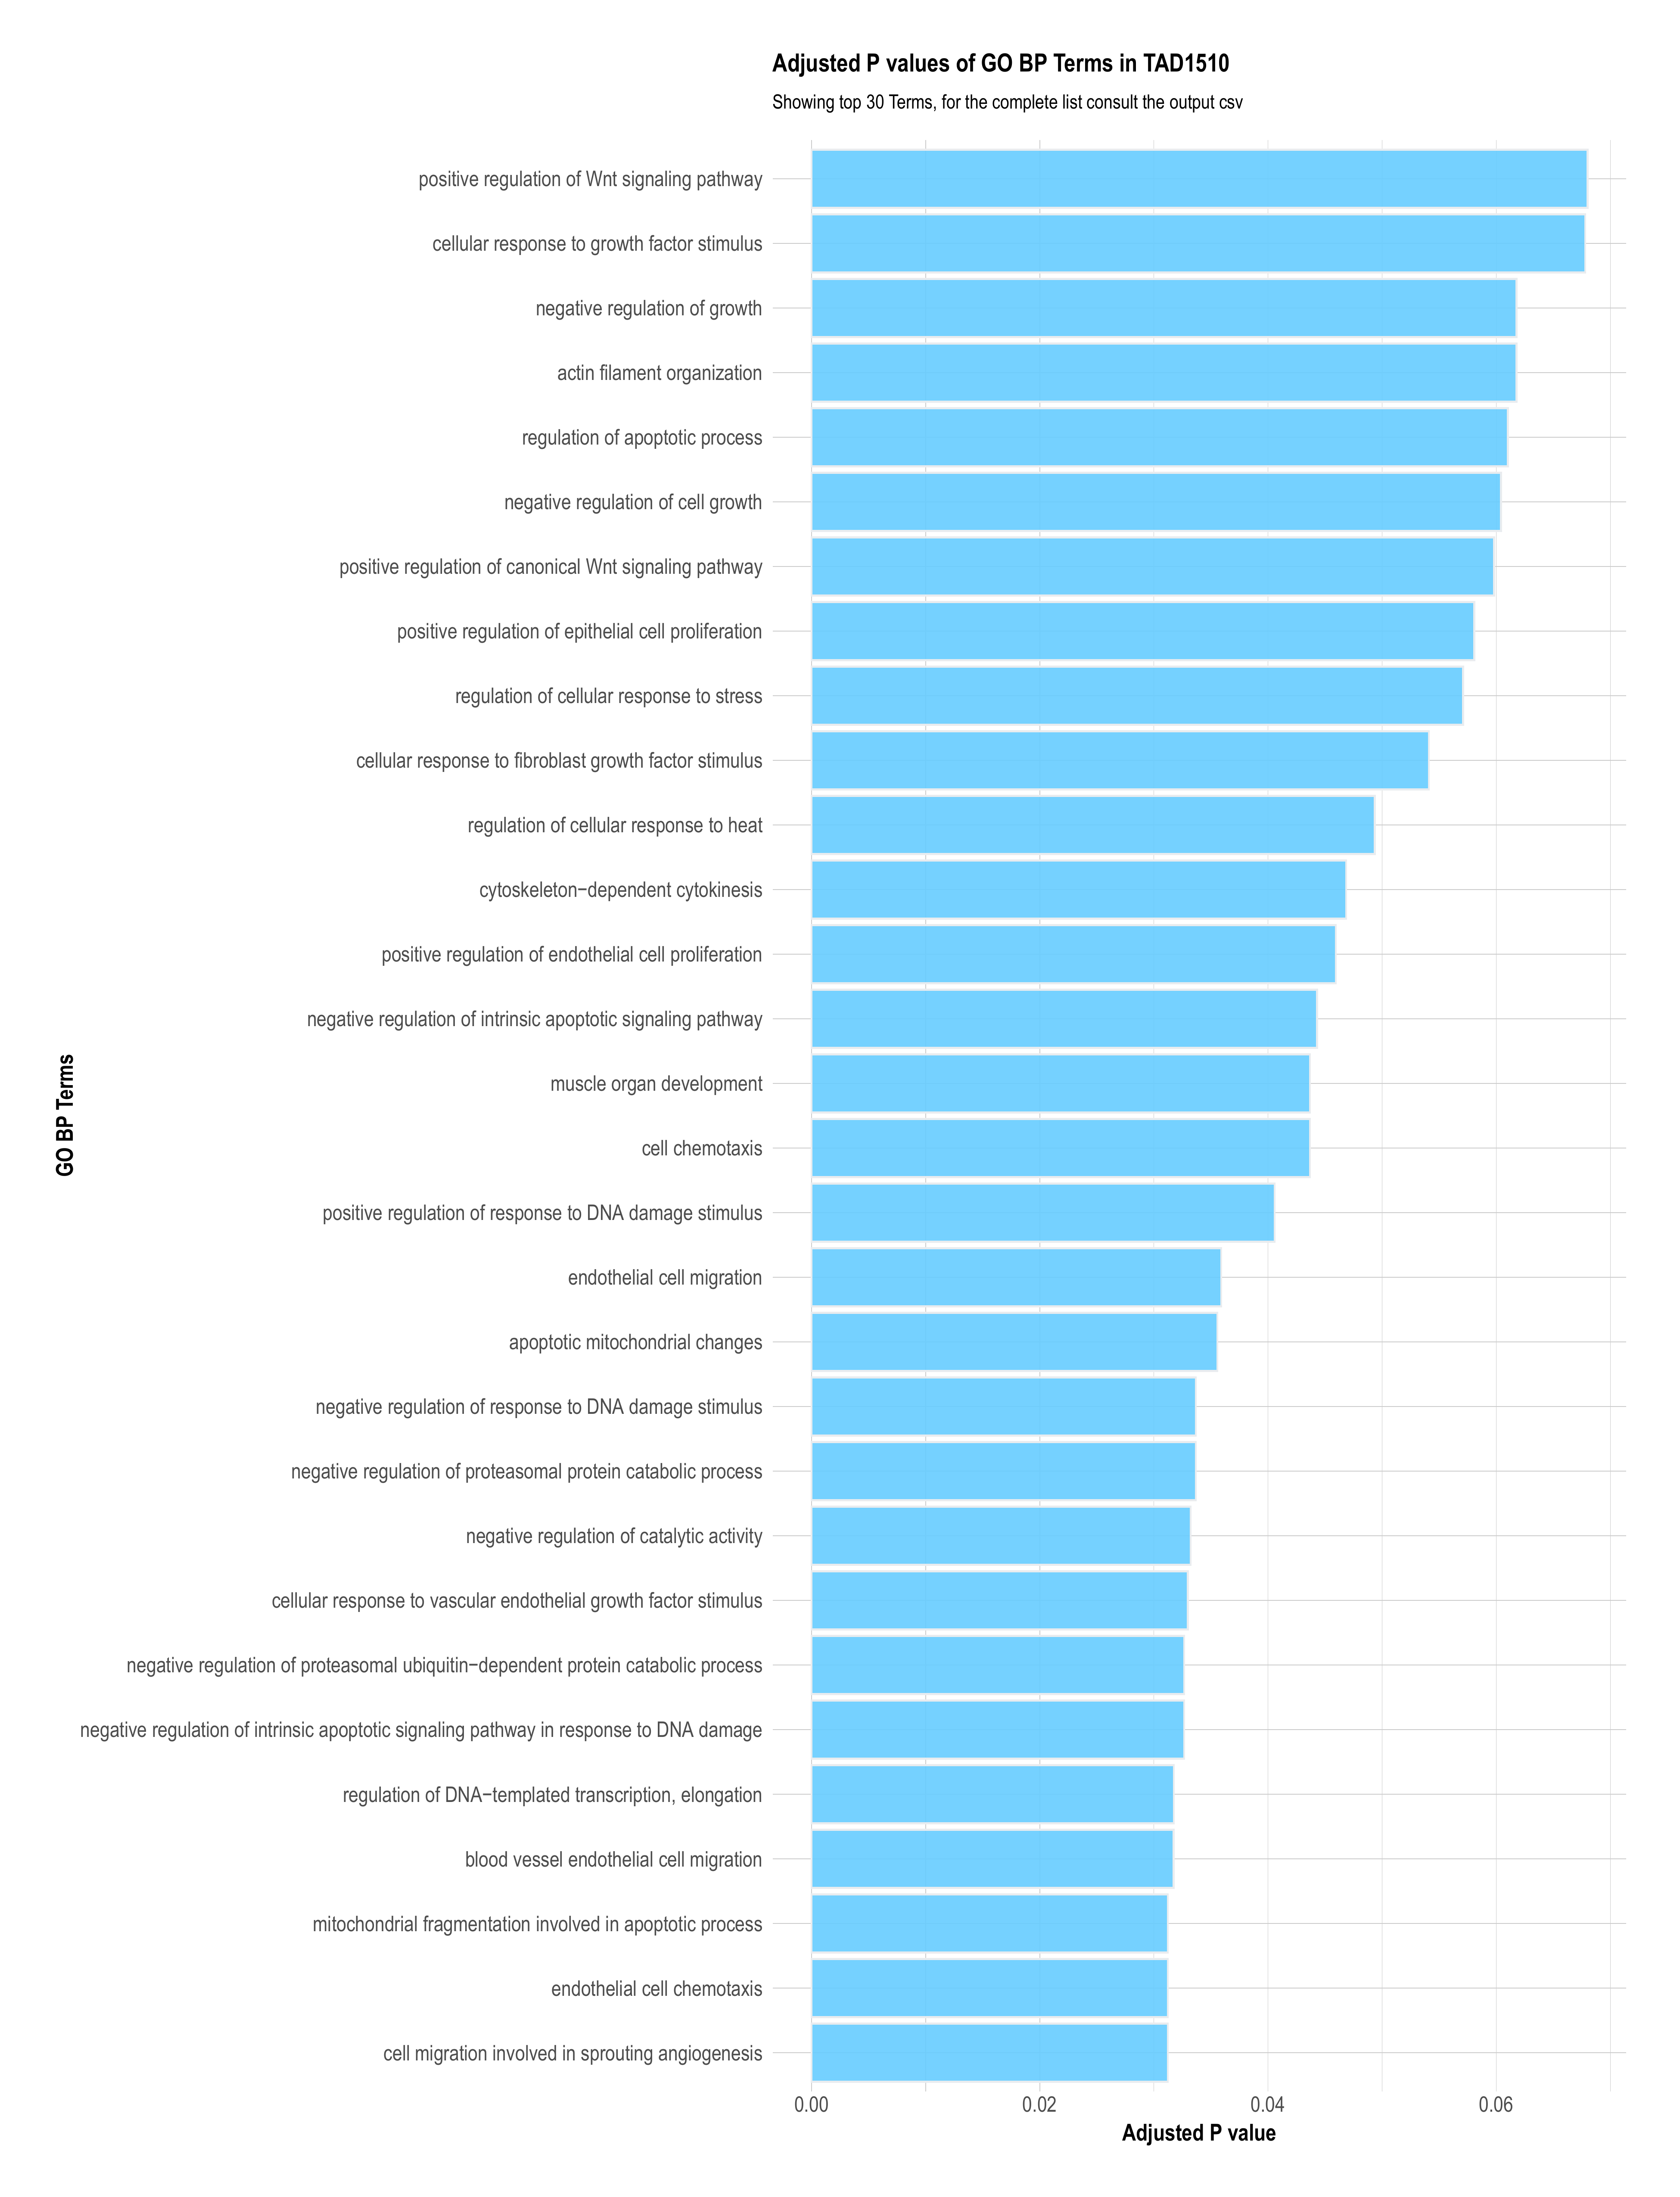 Adjusted P values of GO BP Terms in TAD1510
Showing top 30 Terms, for the complete list consult the output csv
positive regulation of Wnt signaling pathway
cellular response to growth factor stimulus
negative regulation of growth
actin filament organization
regulation of apoptotic process
negative regulation of cell growth
positive regulation of canonical Wnt signaling pathway
positive regulation of epithelial cell proliferation
regulation of cellular response to stress
cellular response to fibroblast growth factor stimulus
regulation of cellular response to heat
cytoskeleton−dependent cytokinesis
positive regulation of endothelial cell proliferation
negative regulation of intrinsic apoptotic signaling pathway
muscle organ development
cell chemotaxis
positive regulation of response to DNA damage stimulus
endothelial cell migration
apoptotic mitochondrial changes
negative regulation of response to DNA damage stimulus
negative regulation of proteasomal protein catabolic process
negative regulation of catalytic activity
cellular response to vascular endothelial growth factor stimulus
negative regulation of proteasomal ubiquitin−dependent protein catabolic process
negative regulation of intrinsic apoptotic signaling pathway in response to DNA damage
regulation of DNA−templated transcription, elongation
blood vessel endothelial cell migration
mitochondrial fragmentation involved in apoptotic process
endothelial cell chemotaxis
cell migration involved in sprouting angiogenesis
GO BP Terms
0.00 0.02 0.04 0.06
Adjusted P value